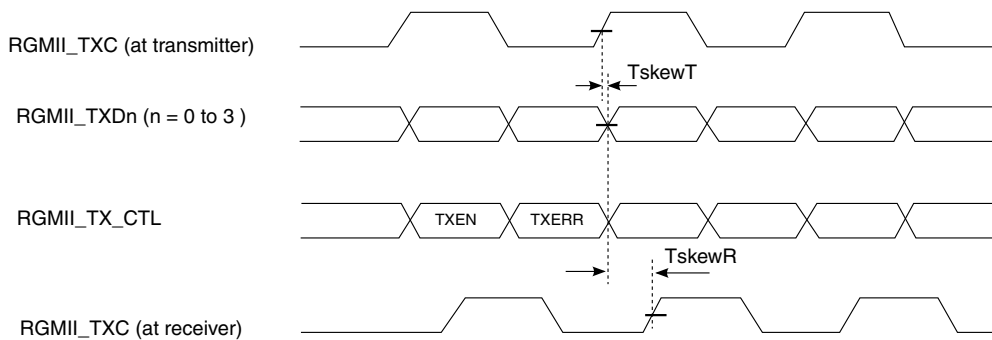 RGMII_TXC (at transmitter)
TskewT
RGMII_TXDn (n = 0 to 3 )
RGMII_TX_CTL
TXEN
TXERR
TskewR
RGMII_TXC (at receiver)